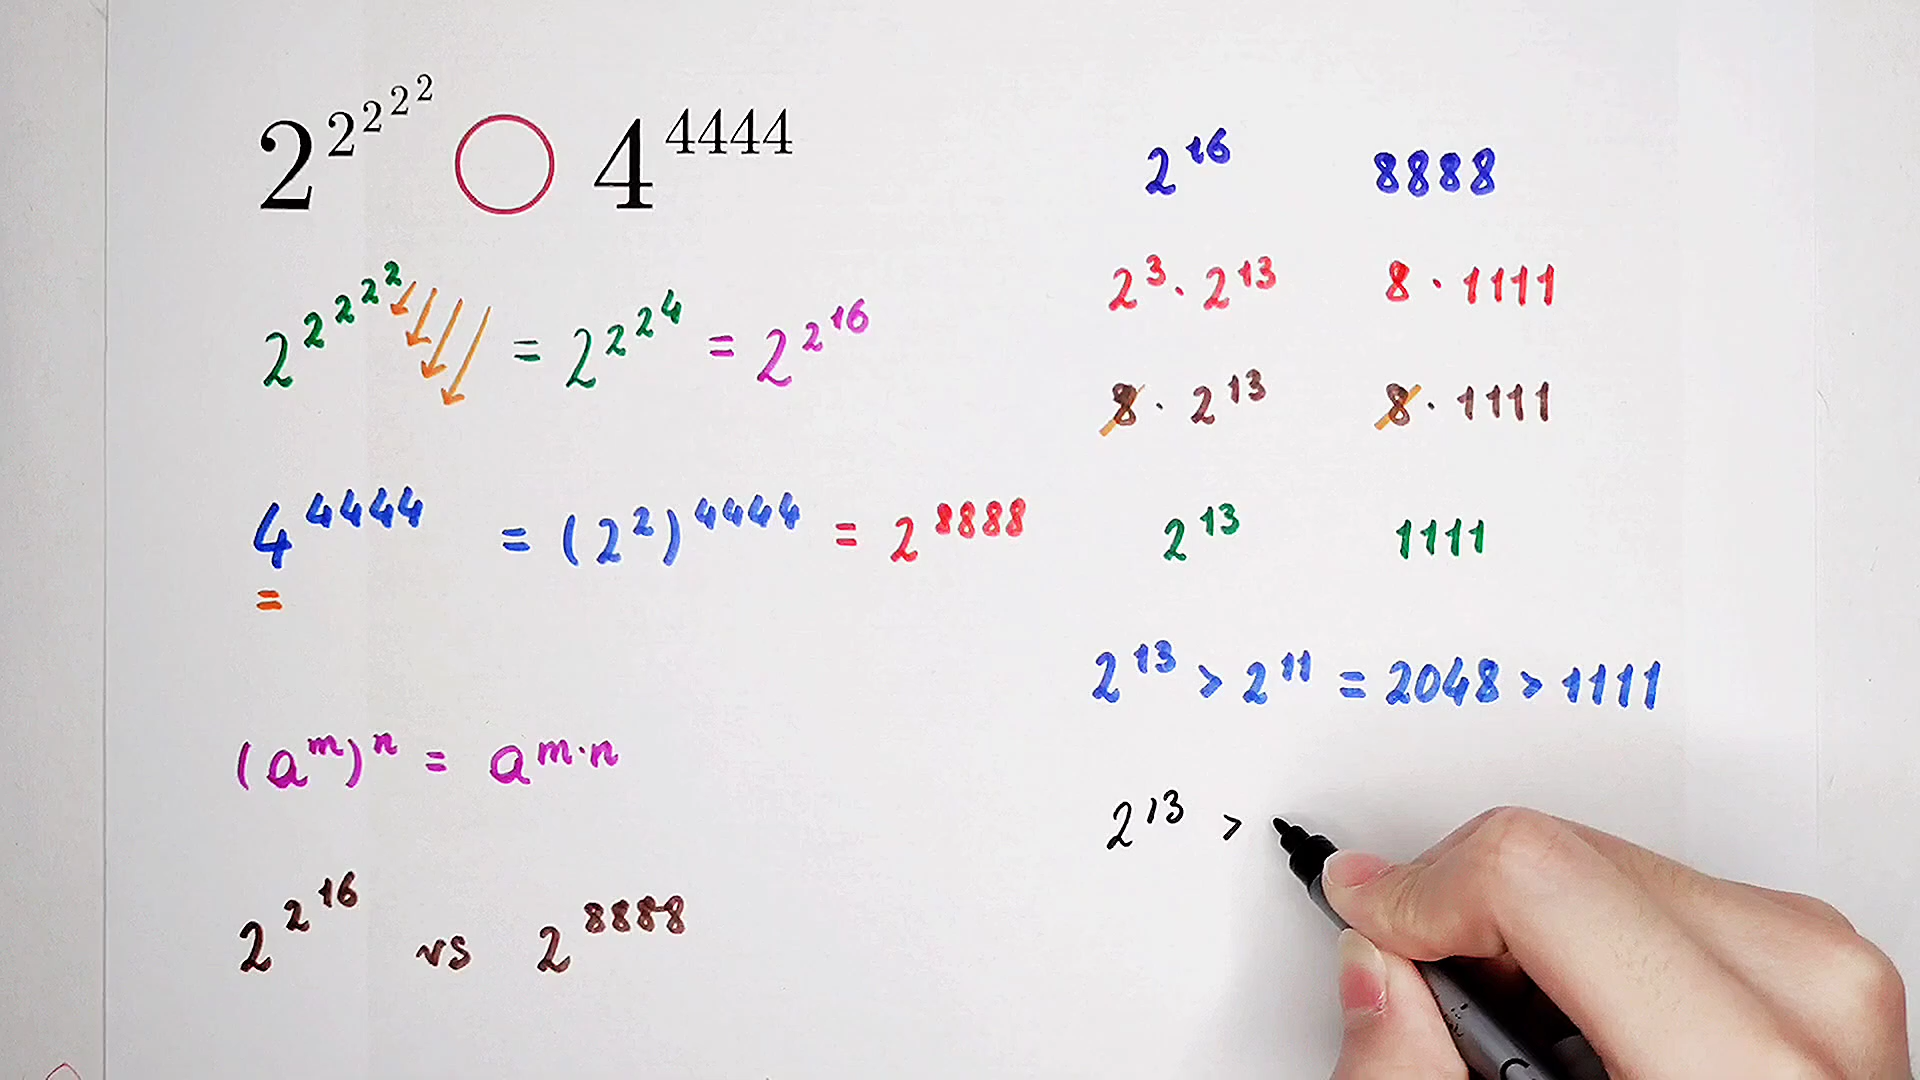 2^2^2^2^2 ○ 4^4444
2^2^2^2^2 = 2^2^2^4 = 2^2^16
4^4444 = (2^2)^4444 = 2^8888
=
(a^m)^n = a^m·n
2^2^16 vs 2^8888
2^16 8888
2^3 · 2^13 8 · 1111
8 · 2^13 8 · 1111
2^13 1111
2^13 > 2^11 = 2048 > 1111
2^13 >